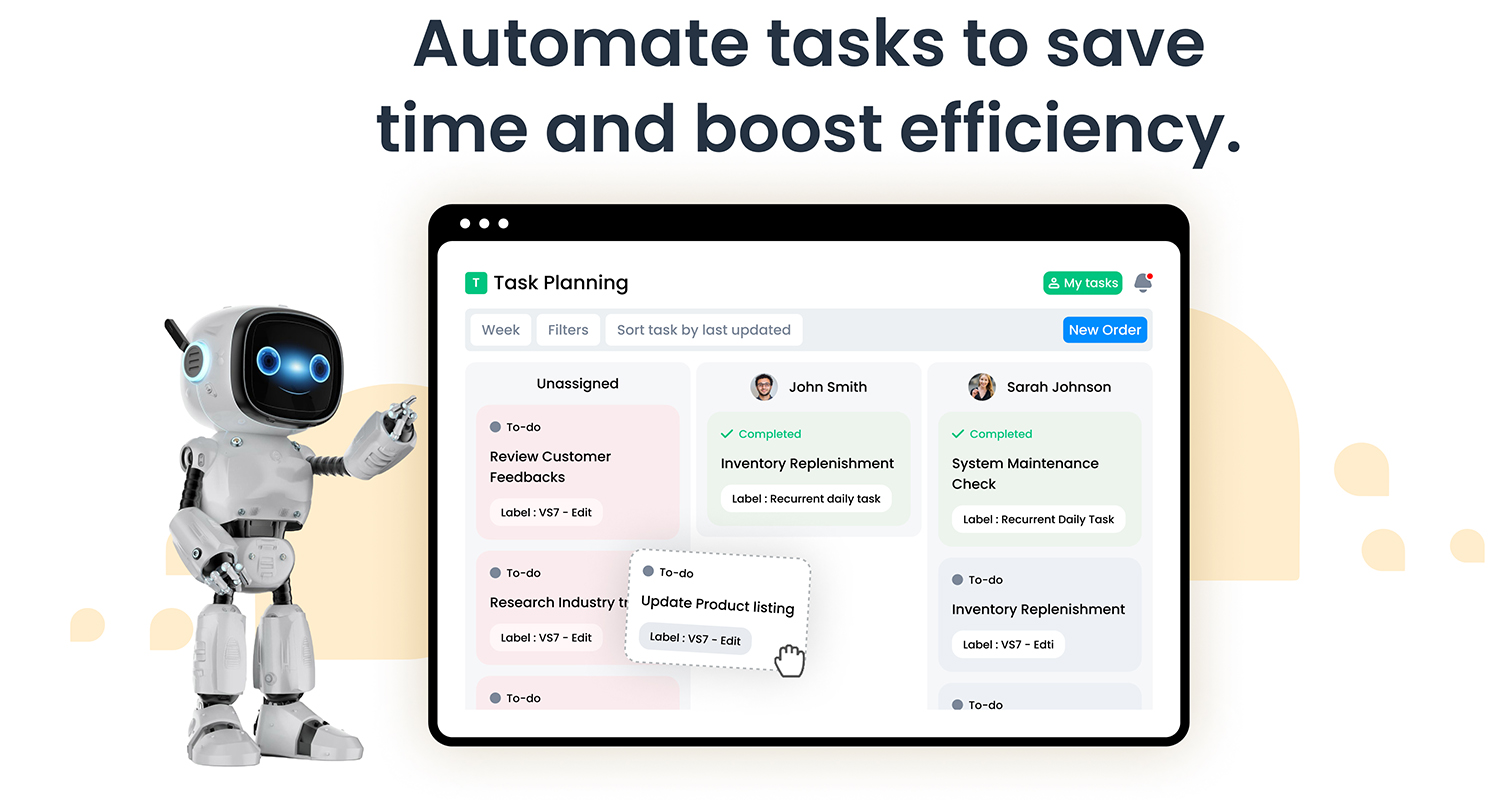 Automate tasks to save
time and boost efficiency.
T Task Planning
My tasks
Week
Filters
Sort task by last updated
New Order
Unassigned
To-do
Review Customer
Feedbacks
Label : VS7 - Edit
To-do
Research Industry
Label : VS7 - Edit
To-do
To-do
Update Product listing
Label : VS7 - Edit
John Smith
Completed
Inventory Replenishment
Label : Recurrent daily task
Sarah Johnson
Completed
System Maintenance
Check
Label : Recurrent Daily Task
To-do
Inventory Replenishment
Label : VS7 - Edti
To-do